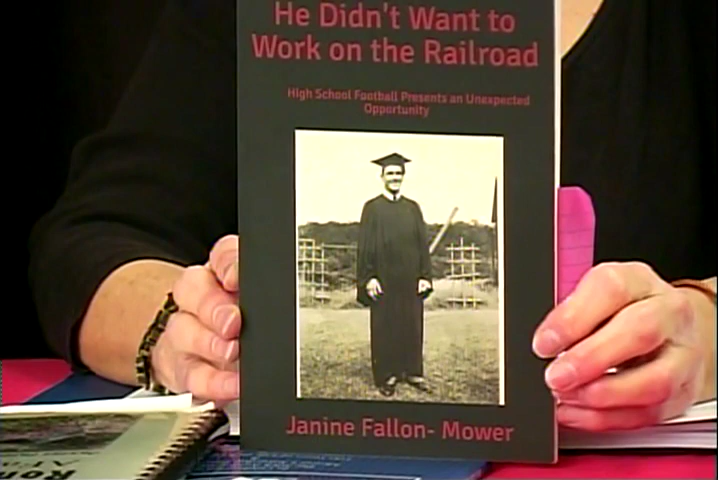 He Didn't Want to
Work on the Railroad
High School Football Presents an Unexpected
Opportunity
Janine Fallon- Mower